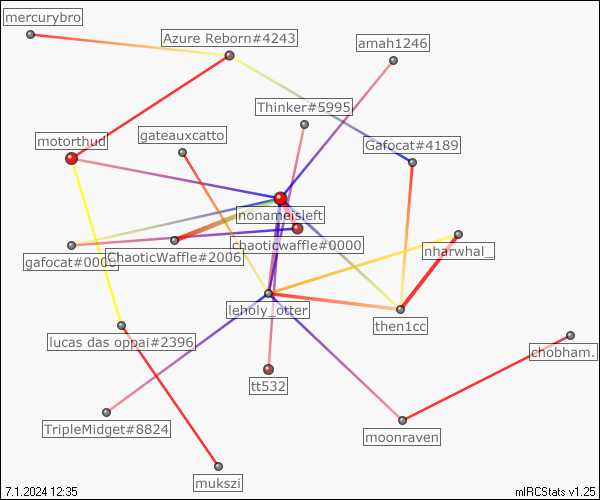 mercurybro
Azure Reborn#4243
amah1246
Thinker#5995
motorthud
gateauxcatto
Gafocat#4189
nonameisleft
chaoticwaffle#0000
nharwhal_
gafocat#0000
ChaoticWaffle#2006
leholy_otter
then1cc
lucas das oppai#2396
chobham.
tt532
TripleMidget#8824
moonraven
mukszi
7.1.2024 12:35
mIRCStats v1.25